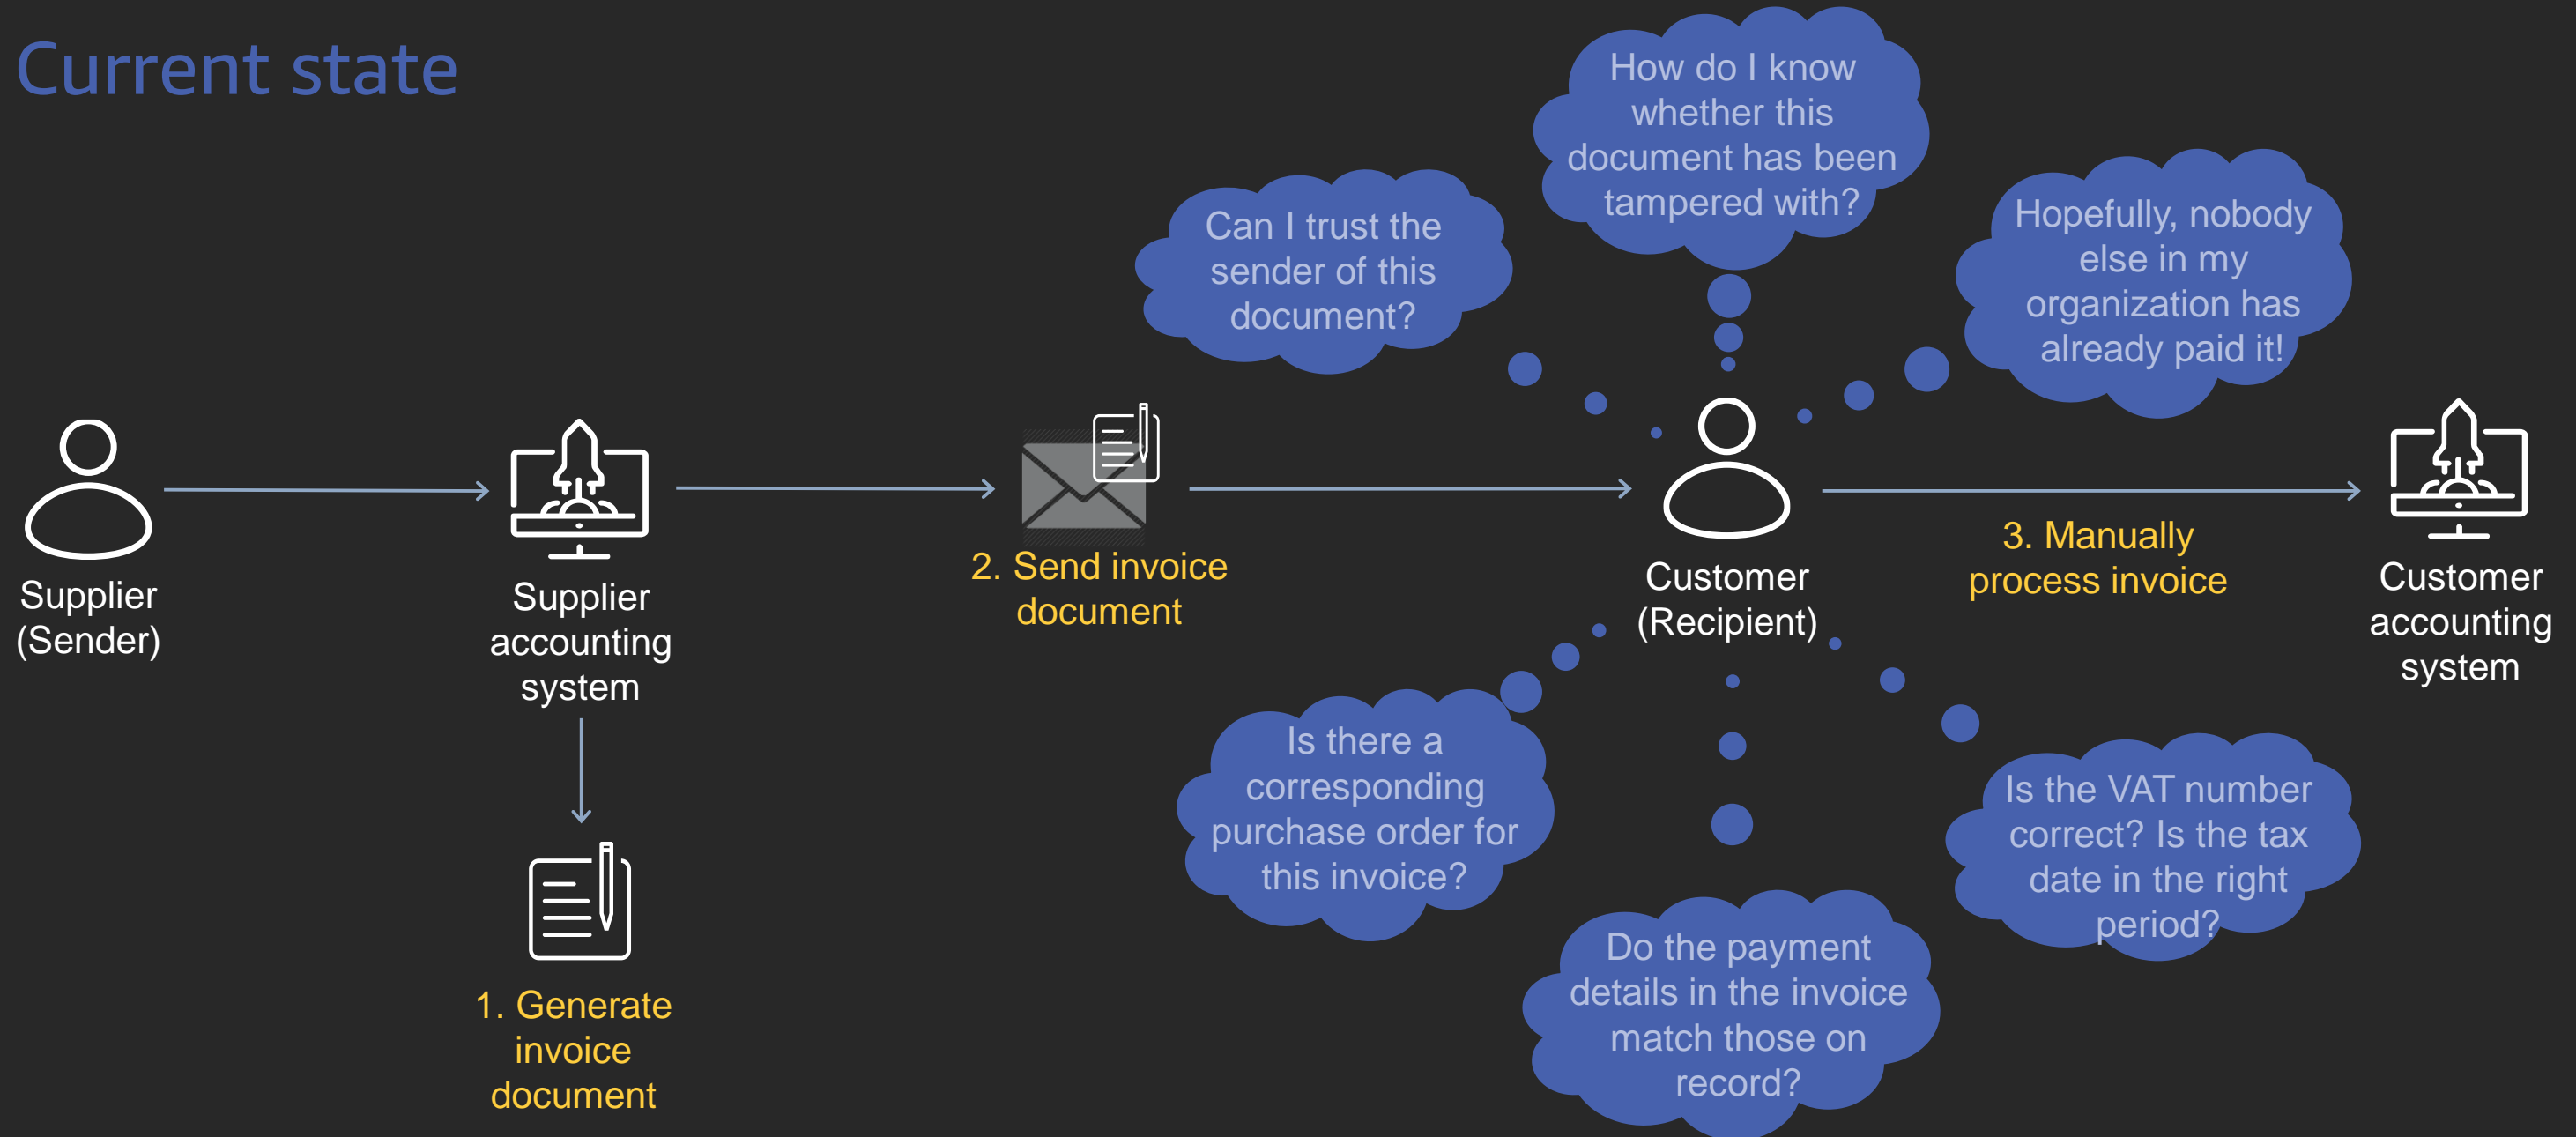 Current state
How do I know
whether this
document has been
tampered with?
Can I trust the
sender of this
document?
Hopefully, nobody
else in my
organization has
already paid it!
Supplier
(Sender)
Supplier
accounting
system
2. Send invoice
document
Customer
(Recipient)
3. Manually
process invoice
Customer
accounting
system
1. Generate
invoice
document
Is there a
corresponding
purchase order for
this invoice?
Do the payment
details in the invoice
match those on
record?
Is the VAT number
correct? Is the tax
date in the right
period?